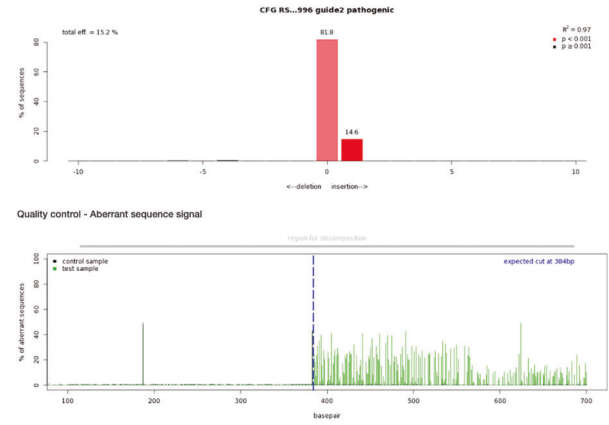 CFG RS...996 guide2 pathogenic
total eff. = 15.2 %
R² = 0.97
p < 0.001
p ≥ 0.001
% of sequences
0 20 40 60 80
81.8
14.6
-10 -5 0 5 10
<--deletion insertion-->
Quality control - Aberrant sequence signal
region for decomposition
control sample
test sample
expected cut at 384bp
% of aberrant sequences
0 20 40 60 80 100
100 200 300 400 500 600 700
basepair